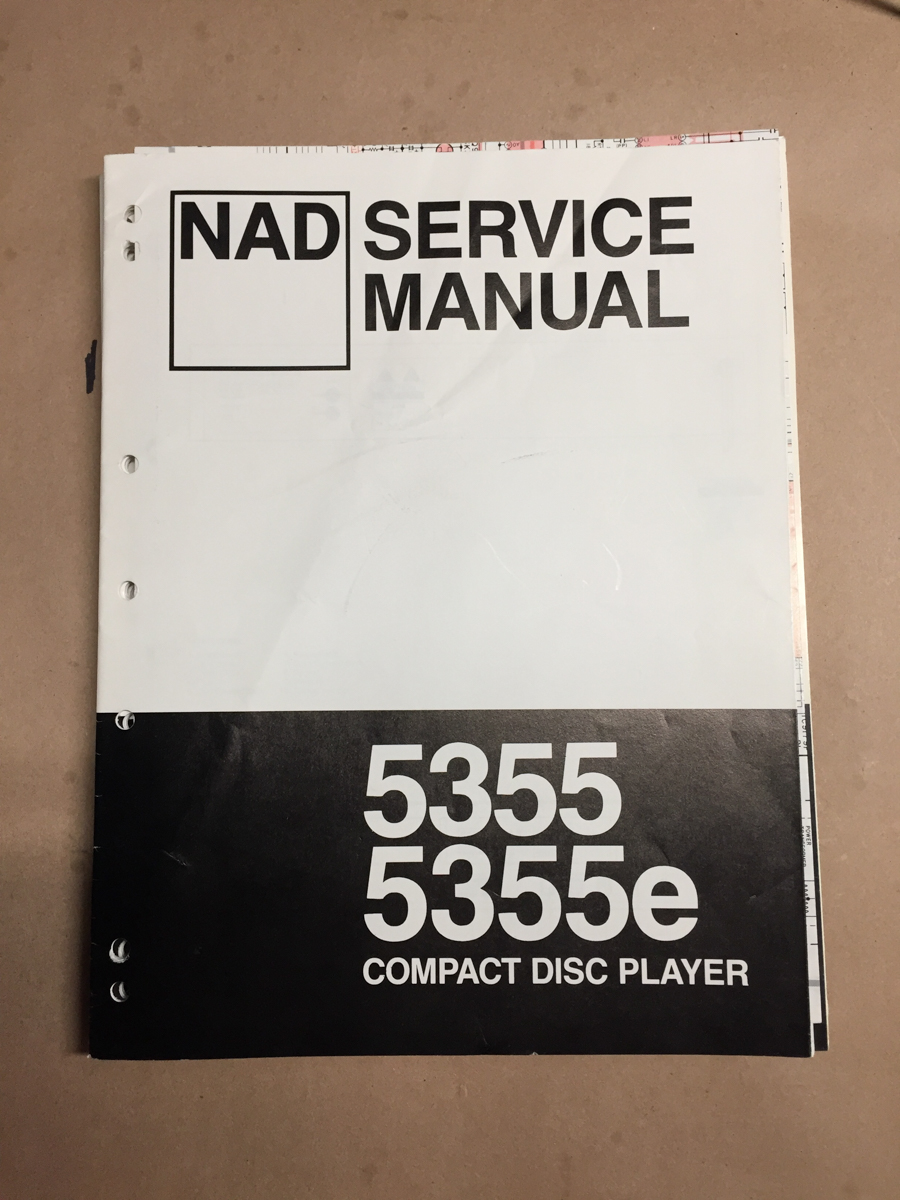 NAD
SERVICE
MANUAL
5355
5355e
COMPACT DISC PLAYER